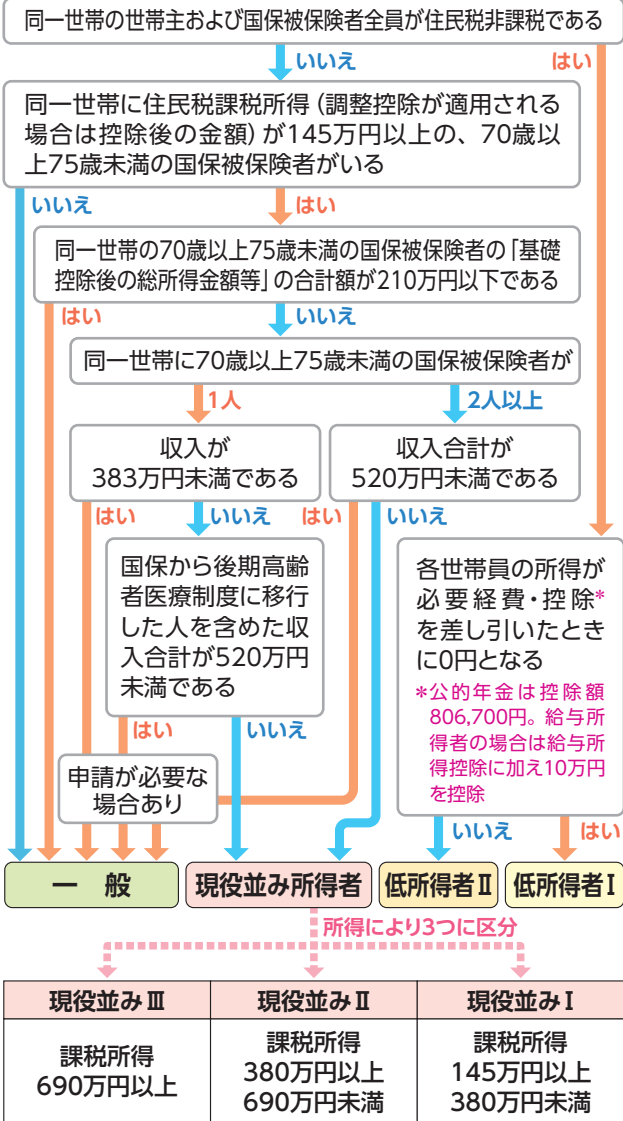 同一世帯の世帯主および国保被保険者全員が住民税非課税である
いいえ
はい
同一世帯に住民税課税所得（調整控除が適用される
場合は控除後の金額）が145万円以上の、70歳以
上75歳未満の国保被保険者がいる
いいえ
はい
同一世帯の70歳以上75歳未満の国保被保険者の「基礎
控除後の総所得金額等」の合計額が210万円以下である
はい
いいえ
同一世帯に70歳以上75歳未満の国保被保険者が
1人
2人以上
収入が
383万円未満である
収入合計が
520万円未満である
はい
いいえ
はい
いいえ
国保から後期高齢
者医療制度に移行
した人を含めた収
入合計が520万円
未満である
各世帯員の所得が
必要経費・控除*
を差し引いたとき
に0円となる
*公的年金は控除額
806,700円。給与所
得者の場合は給与所
得控除に加え10万円
を控除
はい
いいえ
申請が必要な
場合あり
いいえ
はい
一般
現役並み所得者
低所得者Ⅱ
低所得者Ⅰ
所得により3つに区分
現役並みⅢ
現役並みⅡ
現役並みⅠ
課税所得
690万円以上
課税所得
380万円以上
690万円未満
課税所得
145万円以上
380万円未満